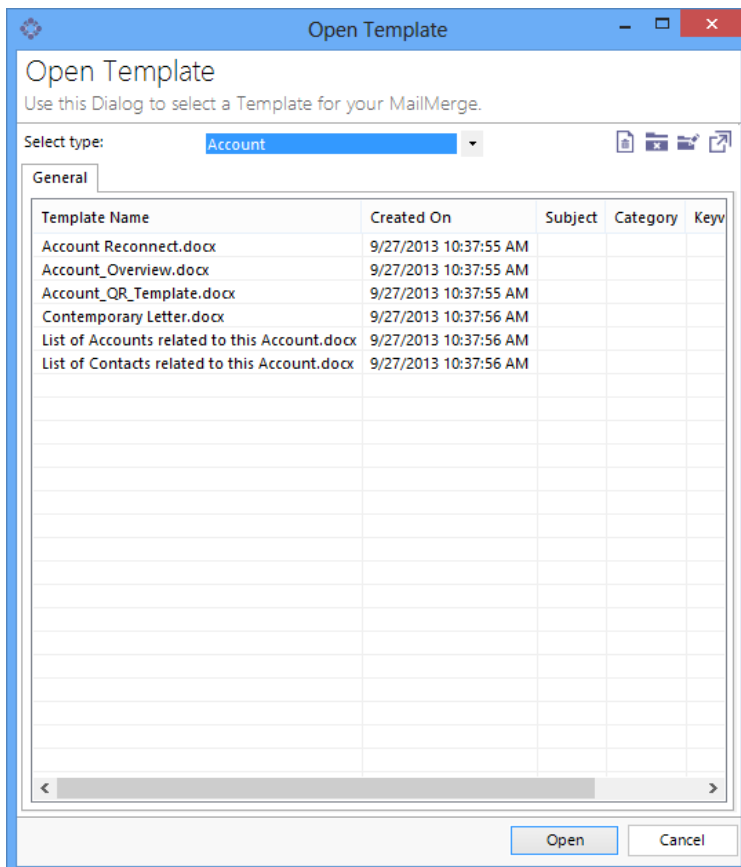 Open Template
Open Template
Use this Dialog to select a Template for your MailMerge.
Select type: Account
General
Template Name Created On Subject Category Keyw
Account Reconnect.docx 9/27/2013 10:37:55 AM
Account_Overview.docx 9/27/2013 10:37:55 AM
Account_QR_Template.docx 9/27/2013 10:37:55 AM
Contemporary Letter.docx 9/27/2013 10:37:56 AM
List of Accounts related to this Account.docx 9/27/2013 10:37:56 AM
List of Contacts related to this Account.docx 9/27/2013 10:37:56 AM
Open Cancel